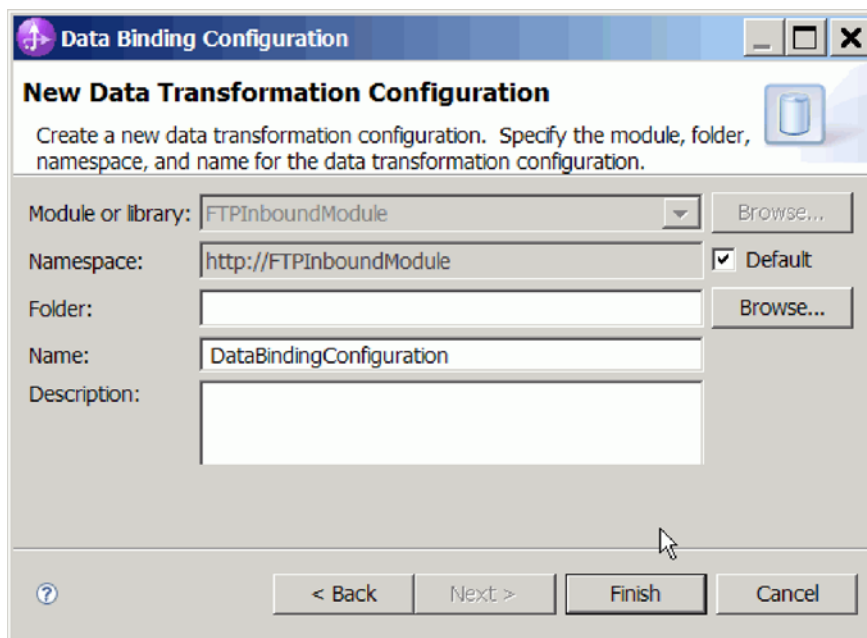 Data Binding Configuration
New Data Transformation Configuration
Create a new data transformation configuration. Specify the module, folder,
namespace, and name for the data transformation configuration.
Module or library: FTPInboundModule Browse...
Namespace: http://FTPInboundModule Default
Folder: Browse...
Name: DataBindingConfiguration
Description:
? < Back Next > Finish Cancel